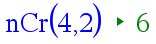 nCr(4,2) ▸ 6